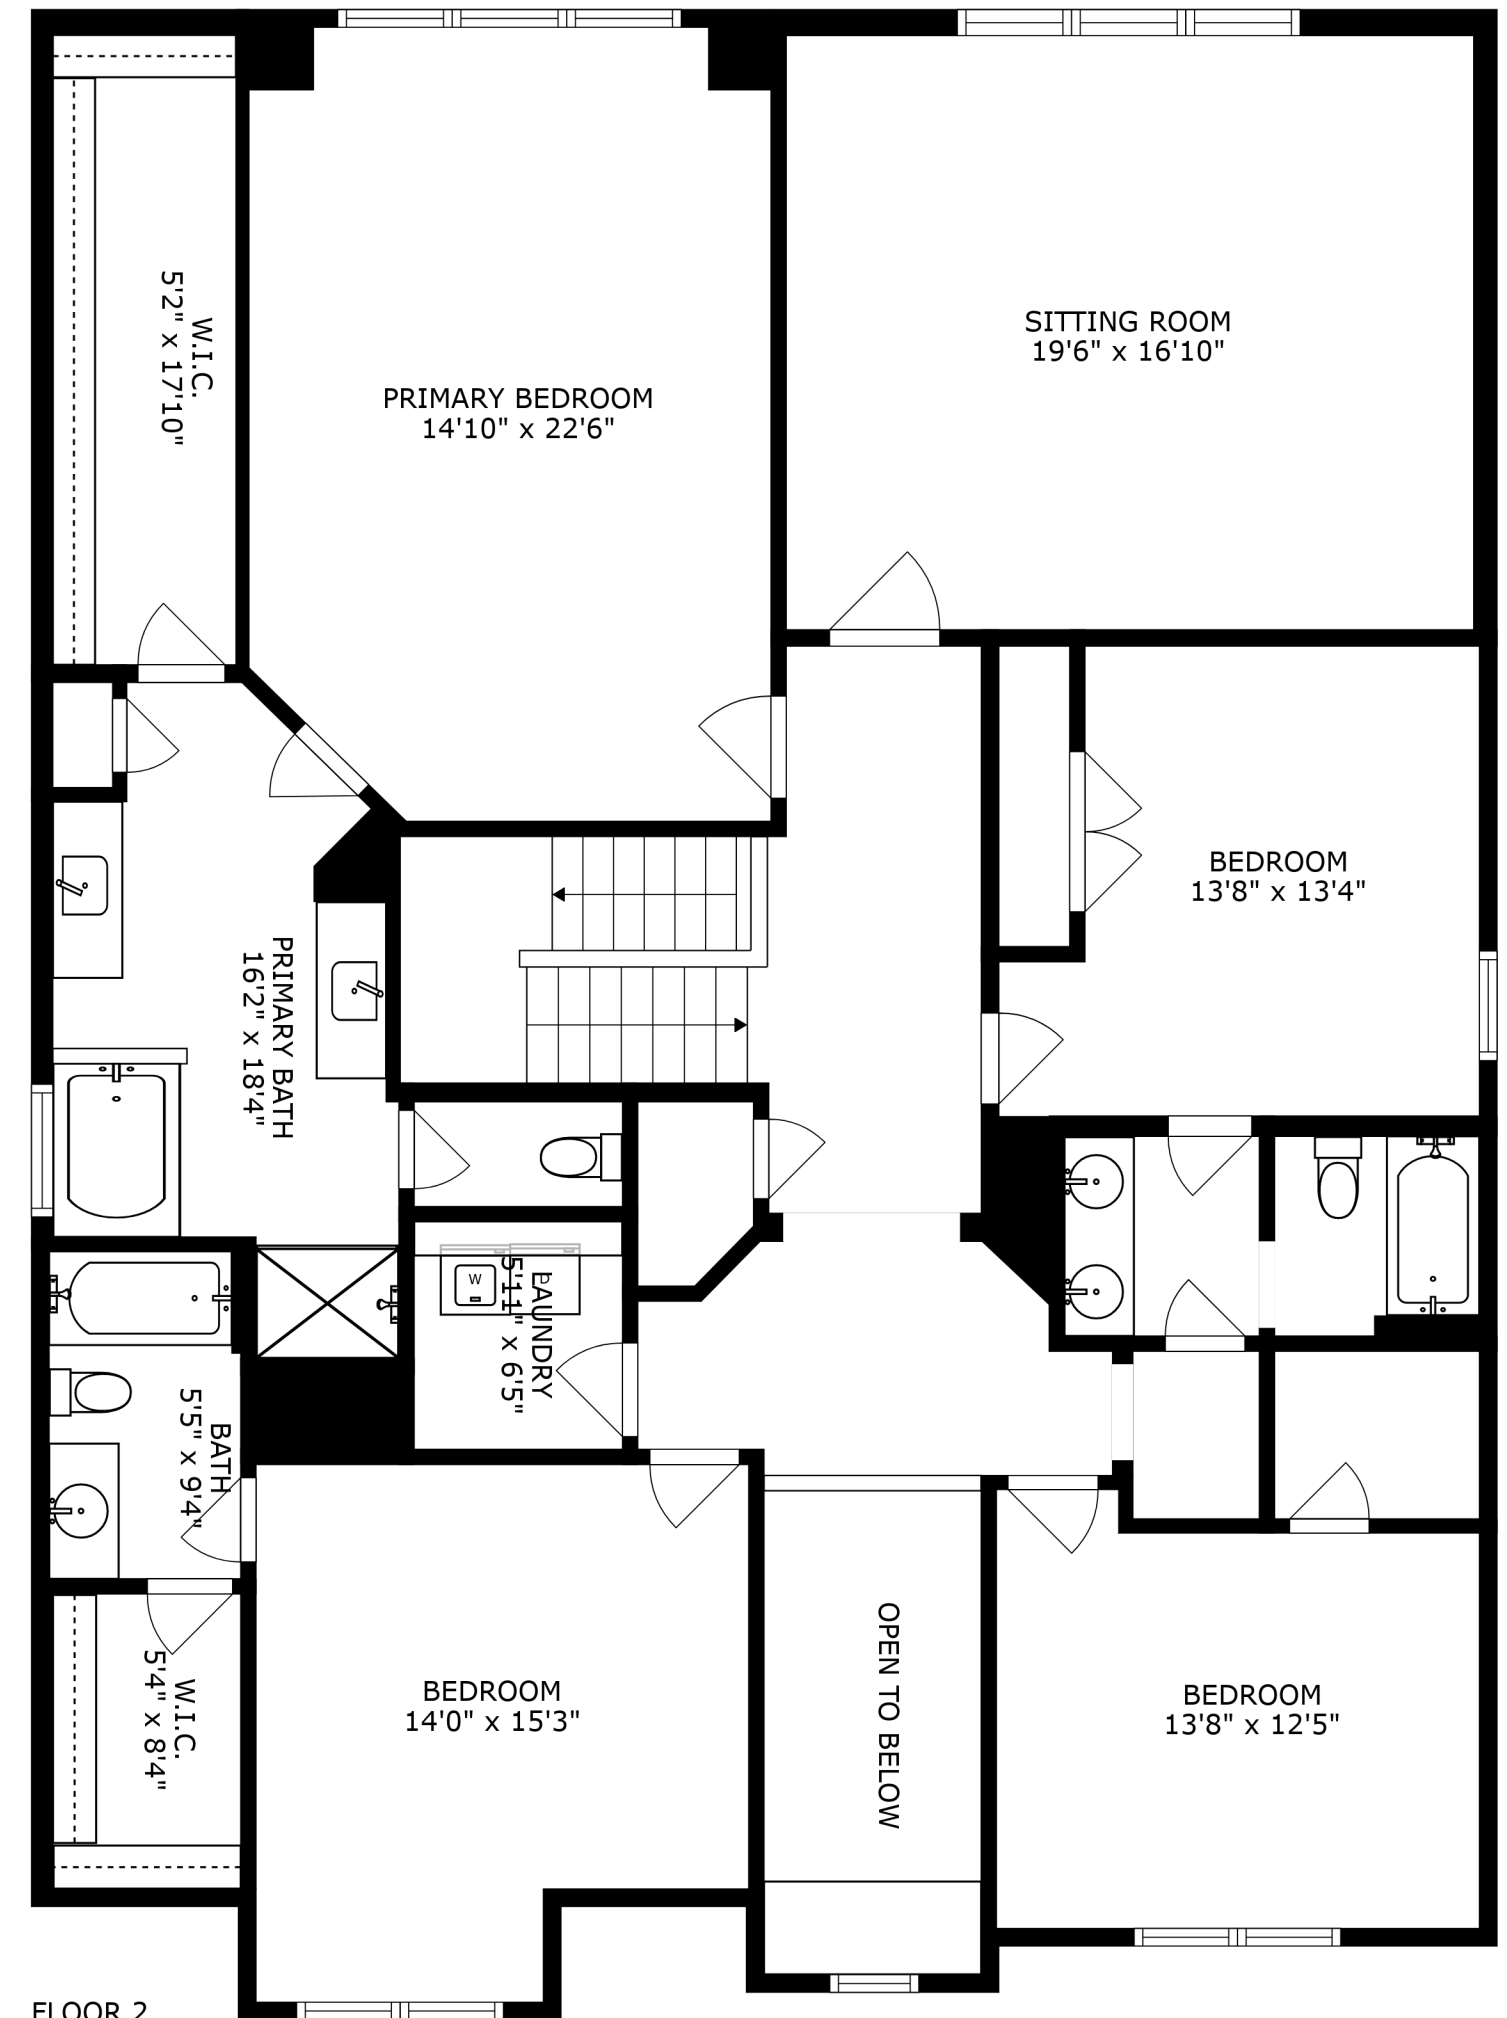 SITTING ROOM
19'6" x 16'10"
W.I.C.
5'2" x 17'10"
PRIMARY BEDROOM
14'10" x 22'6"
BEDROOM
13'8" x 13'4"
PRIMARY BATH
16'2" x 18'4"
W
D
LAUNDRY
5'11" x 6'5"
BATH
5'5" x 9'4"
OPEN TO BELOW
W.I.C.
5'4" x 8'4"
BEDROOM
14'0" x 15'3"
BEDROOM
13'8" x 12'5"
FLOOR 2